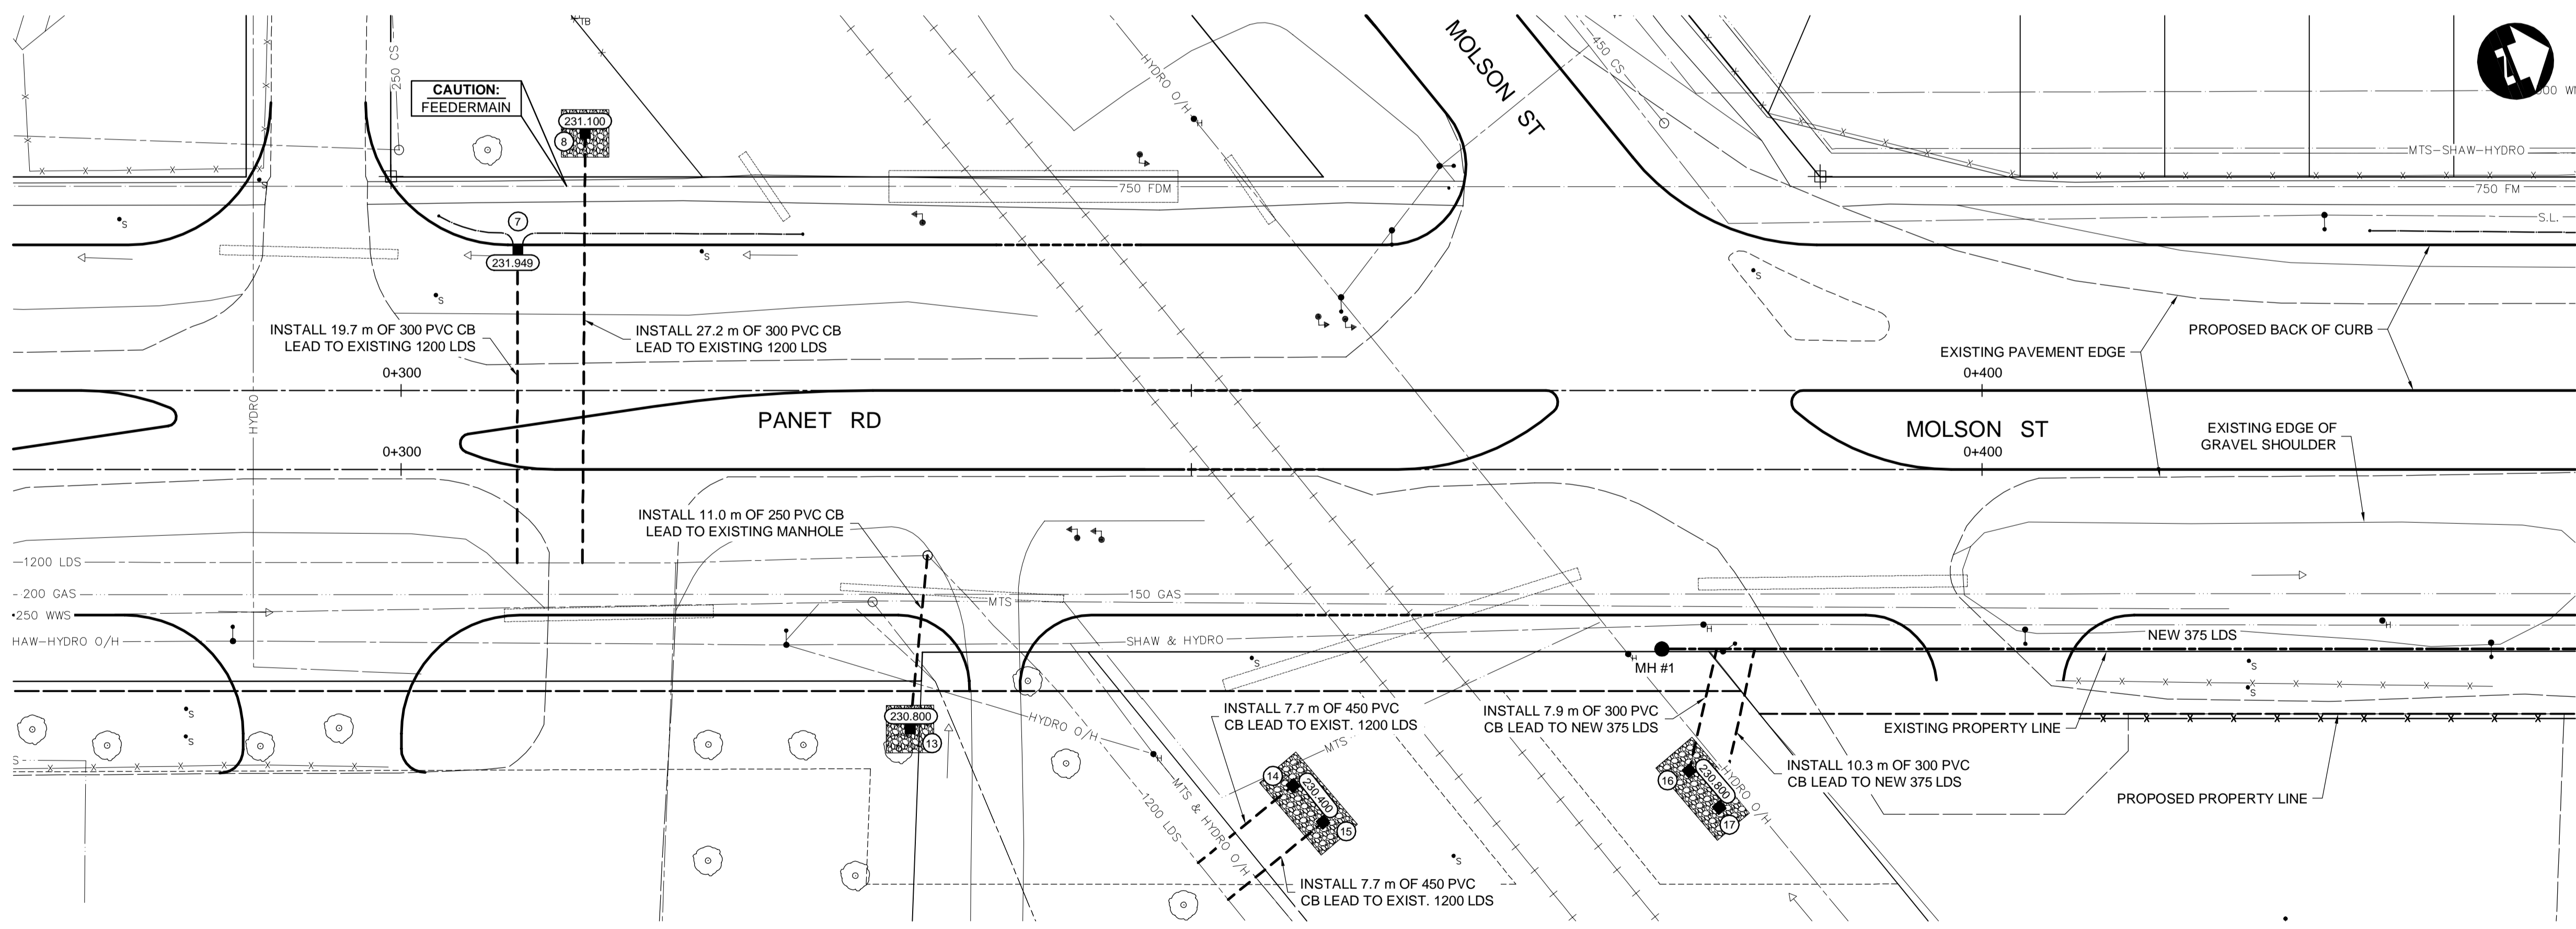 TB
250 CS
CAUTION:
FEEDERMAIN
231.100
8
HYDRO O/H
H
MOLSON ST
450 CS
MTS-SHAW-HYDRO
750 FDM
750 FM
S
S
7
231.949
S
S
S
S.L.
INSTALL 19.7 m OF 300 PVC CB
LEAD TO EXISTING 1200 LDS
INSTALL 27.2 m OF 300 PVC CB
LEAD TO EXISTING 1200 LDS
PROPOSED BACK OF CURB
EXISTING PAVEMENT EDGE
0+300
0+400
HYDRO
PANET RD
MOLSON ST
EXISTING EDGE OF
GRAVEL SHOULDER
0+300
0+400
INSTALL 11.0 m OF 250 PVC CB
LEAD TO EXISTING MANHOLE
1200 LDS
200 GAS
150 GAS
MTS
250 WWS
HAW-HYDRO O/H
SHAW & HYDRO
H
H
NEW 375 LDS
S
H
MH #1
S
S
S
S
230.800
13
HYDRO O/H
H
INSTALL 7.7 m OF 450 PVC
CB LEAD TO EXIST. 1200 LDS
MTS
INSTALL 7.9 m OF 300 PVC
CB LEAD TO NEW 375 LDS
EXISTING PROPERTY LINE
S
14
230.400
15
16
230.800
17
HYDRO O/H
INSTALL 10.3 m OF 300 PVC
CB LEAD TO NEW 375 LDS
PROPOSED PROPERTY LINE
1200 LDS
MTS & HYDRO O/H
S
INSTALL 7.7 m OF 450 PVC
CB LEAD TO EXIST. 1200 LDS